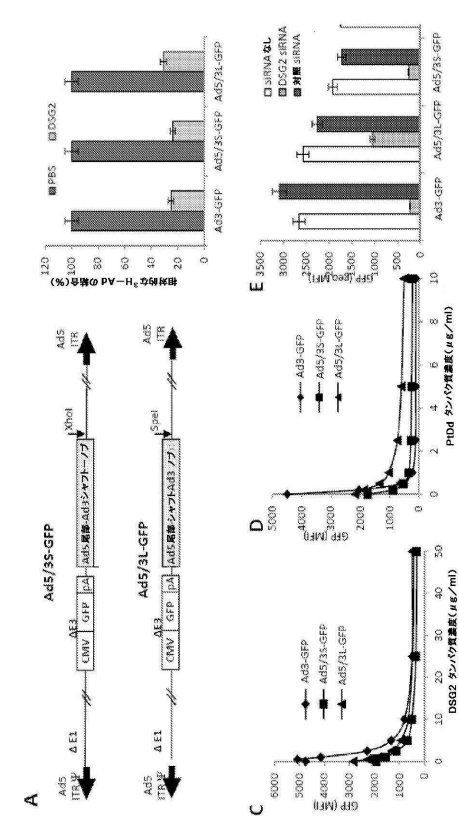 A
Ad5/3S-GFP
Ad5 ITR Ψ
Δ E1
ΔE3
CMV GFP pA
Ad5尾部-Ad3シャフト-ノブ
XhoI
Ad5 ITR
Ad5/3L-GFP
Ad5 ITR Ψ
Δ E1
ΔE3
CMV GFP pA
Ad5尾部-シャフトAd3 ノブ
SpeI
Ad5 ITR
PBS DSG2
相対的な³H-Ad の結合(%)
120
100
80
60
40
20
0
Ad3-GFP Ad5/3S-GFP Ad5/3L-GFP
C
GFP (MFI)
6000
5000
4000
3000
2000
1000
0
Ad3-GFP
Ad5/3S-GFP
Ad5/3L-GFP
0 10 20 30 40 50
DSG2 タンパク質濃度(μg/ml)
D
GFP (MFI)
5000
4000
3000
2000
1000
0
Ad3-GFP
Ad5/3S-GFP
Ad5/3L-GFP
0 2 4 6 8 10
PtDd タンパク質濃度(μg/ml)
E
GFP (geo MFI)
3500
3000
2500
2000
1500
1000
500
0
siRNAなし
DSG2 siRNA
対照 siRNA
Ad3-GFP Ad5/3L-GFP Ad5/3S-GFP